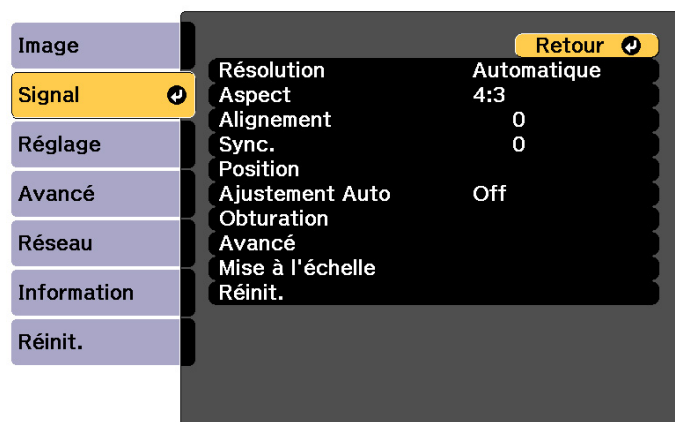 Image
Signal
Réglage
Avancé
Réseau
Information
Réinit.
Retour
Résolution Automatique
Aspect 4:3
Alignement 0
Sync. 0
Position
Ajustement Auto Off
Obturation
Avancé
Mise à l'échelle
Réinit.